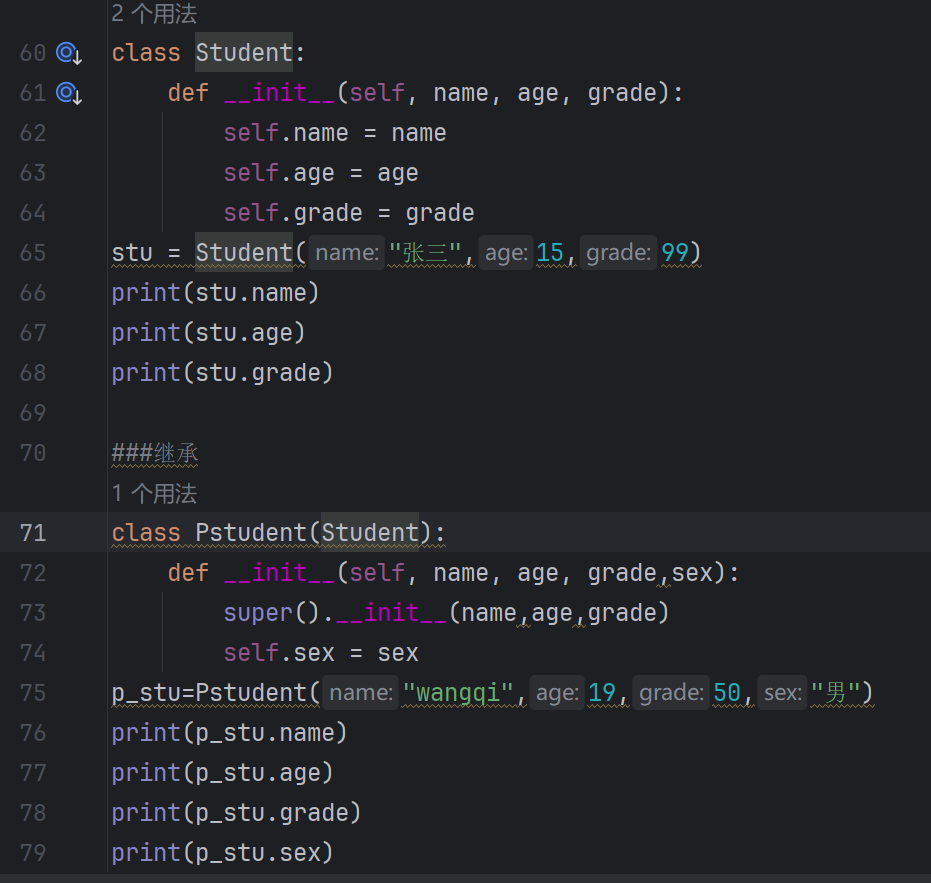 2 个用法
60 class Student:
61 def __init__(self, name, age, grade):
62 self.name = name
63 self.age = age
64 self.grade = grade
65 stu = Student( name: "张三", age: 15, grade: 99)
66 print(stu.name)
67 print(stu.age)
68 print(stu.grade)
69
70 ###继承
1 个用法
71 class Pstudent(Student):
72 def __init__(self, name, age, grade,sex):
73 super().__init__(name,age,grade)
74 self.sex = sex
75 p_stu=Pstudent( name: "wangqi", age: 19, grade: 50, sex: "男")
76 print(p_stu.name)
77 print(p_stu.age)
78 print(p_stu.grade)
79 print(p_stu.sex)